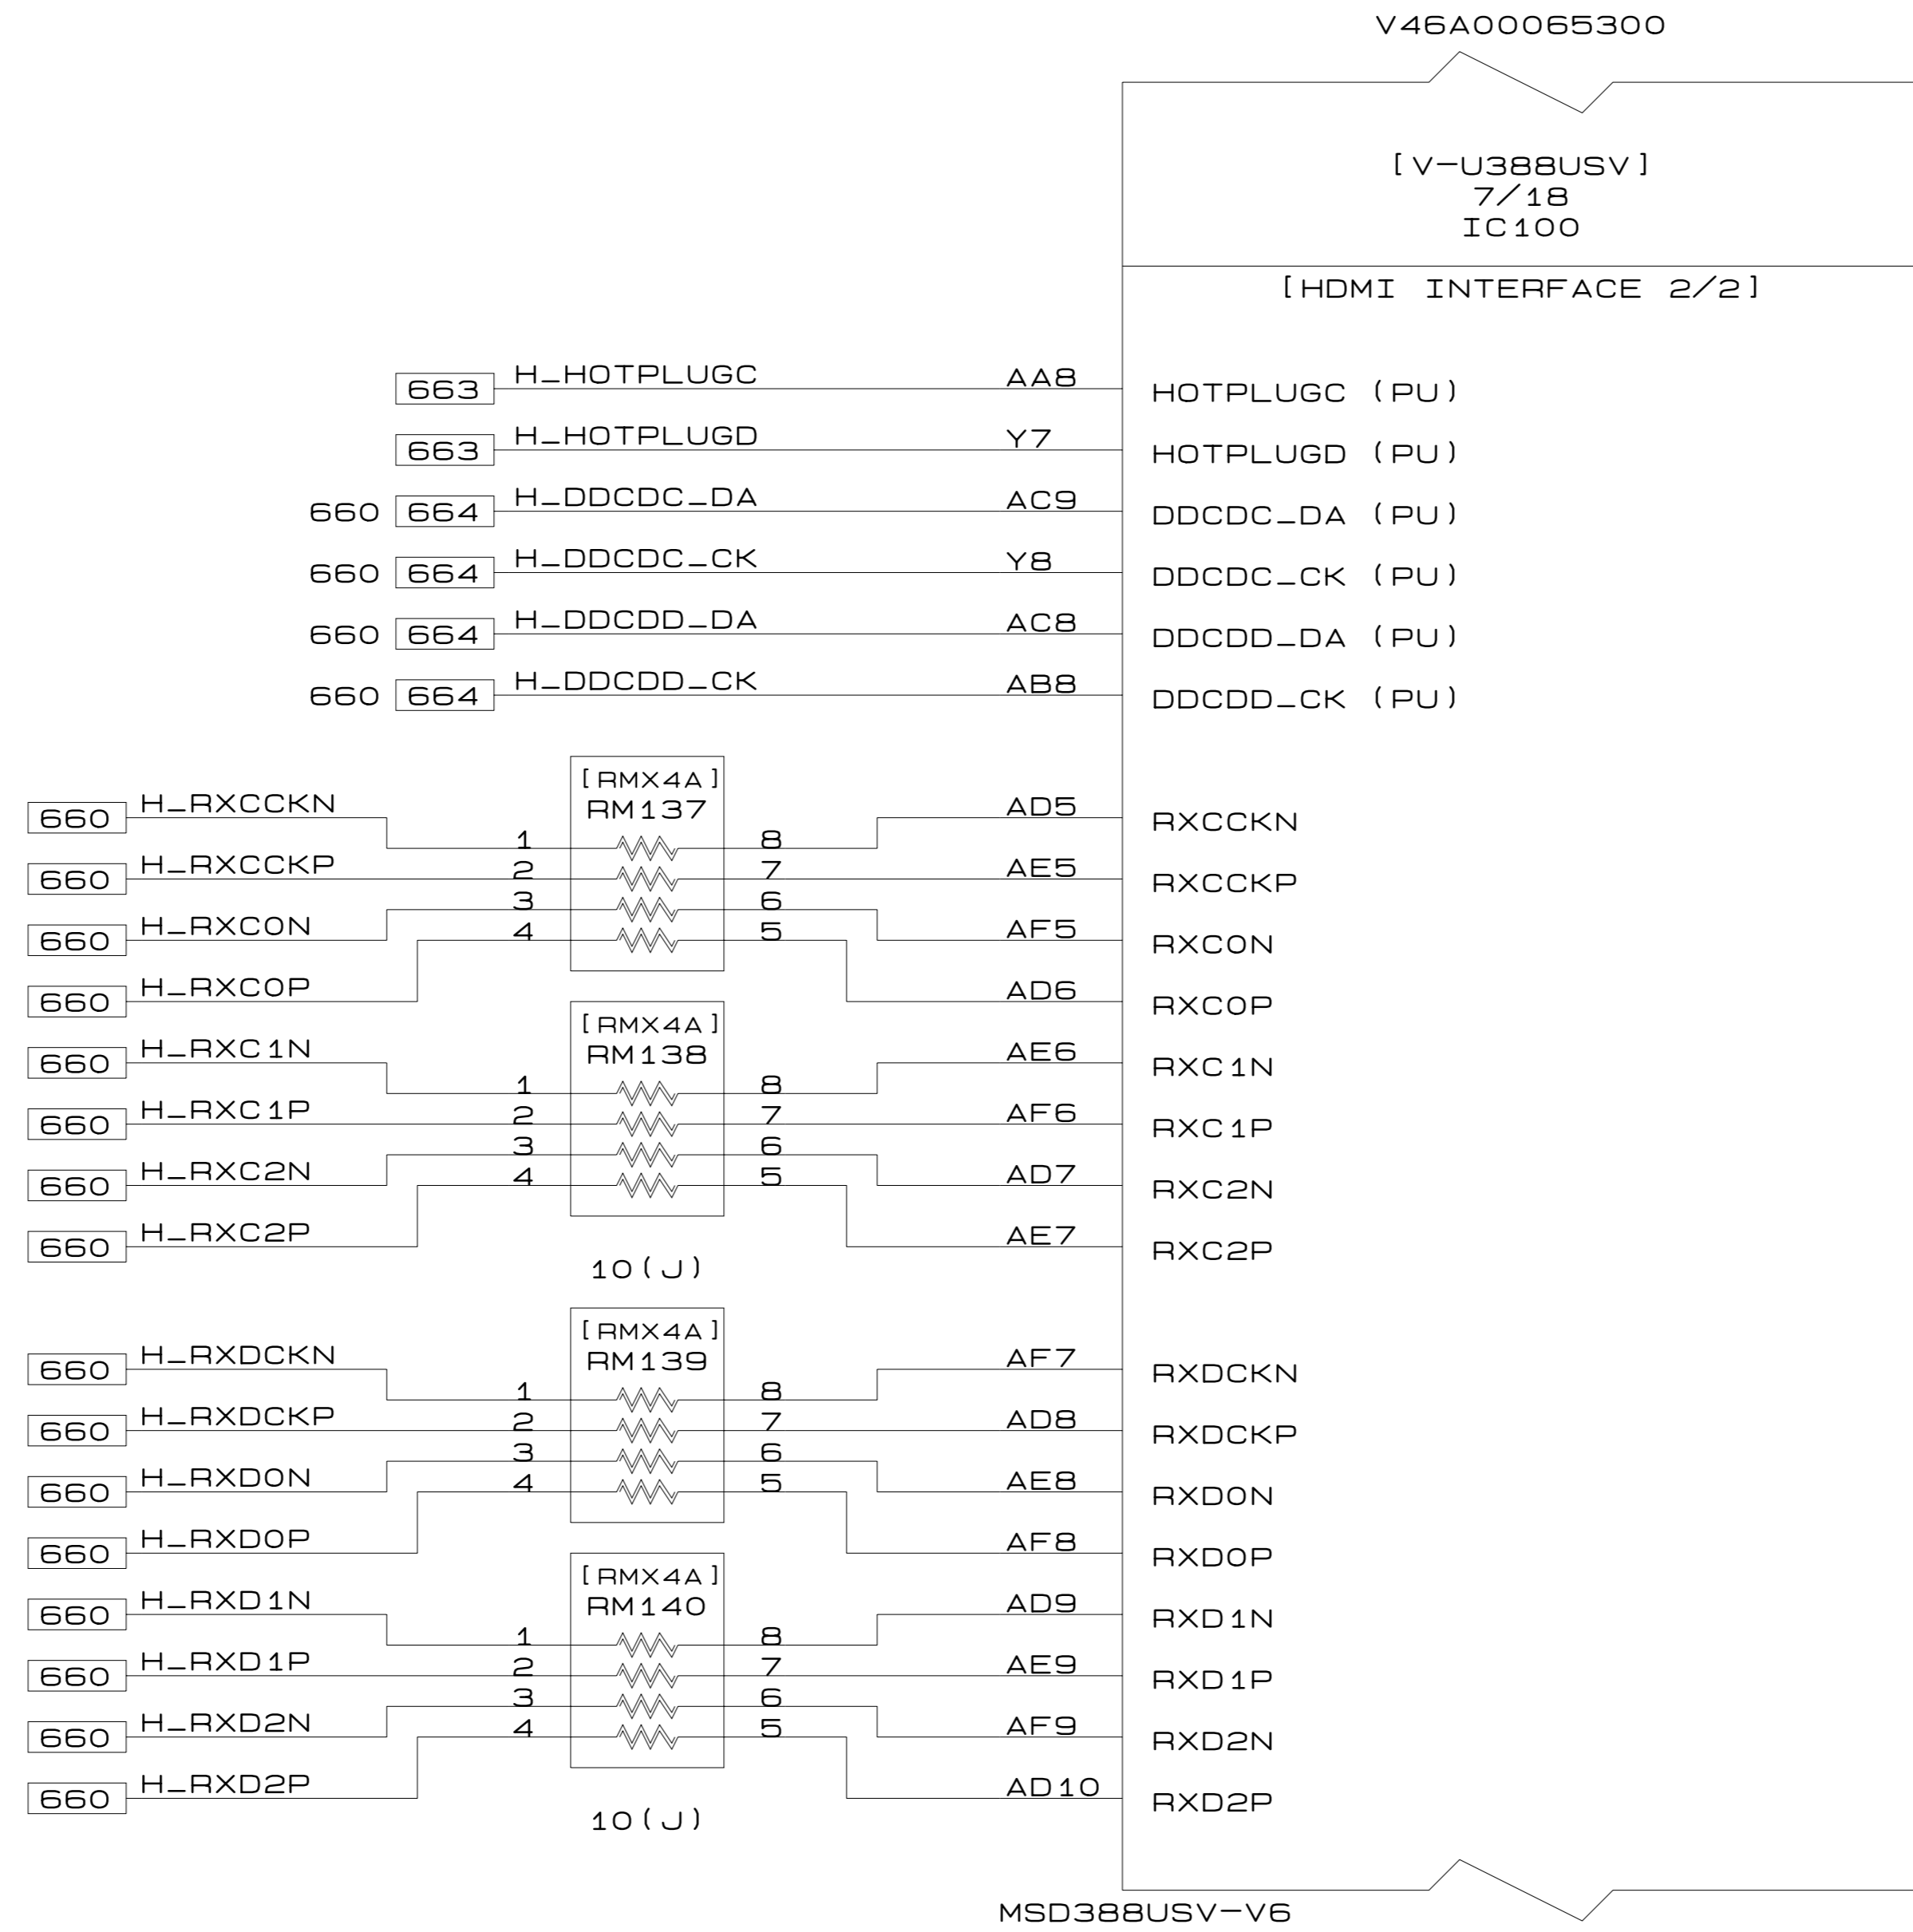 V46A00065300
[V-U388USV]
7/18
IC100
[HDMI INTERFACE 2/2]
663 H_HOTPLUGC AA8 HOTPLUGC (PU)
663 H_HOTPLUGD Y7 HOTPLUGD (PU)
660 664 H_DDCDC_DA AC9 DDCDC_DA (PU)
660 664 H_DDCDC_CK Y8 DDCDC_CK (PU)
660 664 H_DDCDD_DA AC8 DDCDD_DA (PU)
660 664 H_DDCDD_CK AB8 DDCDD_CK (PU)
[RMX4A]
RM137
660 H_RXCCKN AD5 RXCCKN
1 8
660 H_RXCCKP 2 7 AE5 RXCCKP
3 6
660 H_RXC0N 4 5 AF5 RXC0N
660 H_RXC0P AD6 RXC0P
[RMX4A]
RM138
660 H_RXC1N AE6 RXC1N
1 8
660 H_RXC1P 2 7 AF6 RXC1P
3 6
660 H_RXC2N 4 5 AD7 RXC2N
660 H_RXC2P AE7 RXC2P
10(J)
[RMX4A]
RM139
660 H_RXDCKN AF7 RXDCKN
1 8
660 H_RXDCKP 2 7 AD8 RXDCKP
3 6
660 H_RXD0N 4 5 AE8 RXD0N
660 H_RXD0P AF8 RXD0P
[RMX4A]
RM140
660 H_RXD1N AD9 RXD1N
1 8
660 H_RXD1P 2 7 AE9 RXD1P
3 6
660 H_RXD2N 4 5 AF9 RXD2N
660 H_RXD2P AD10 RXD2P
10(J)
MSD388USV-V6